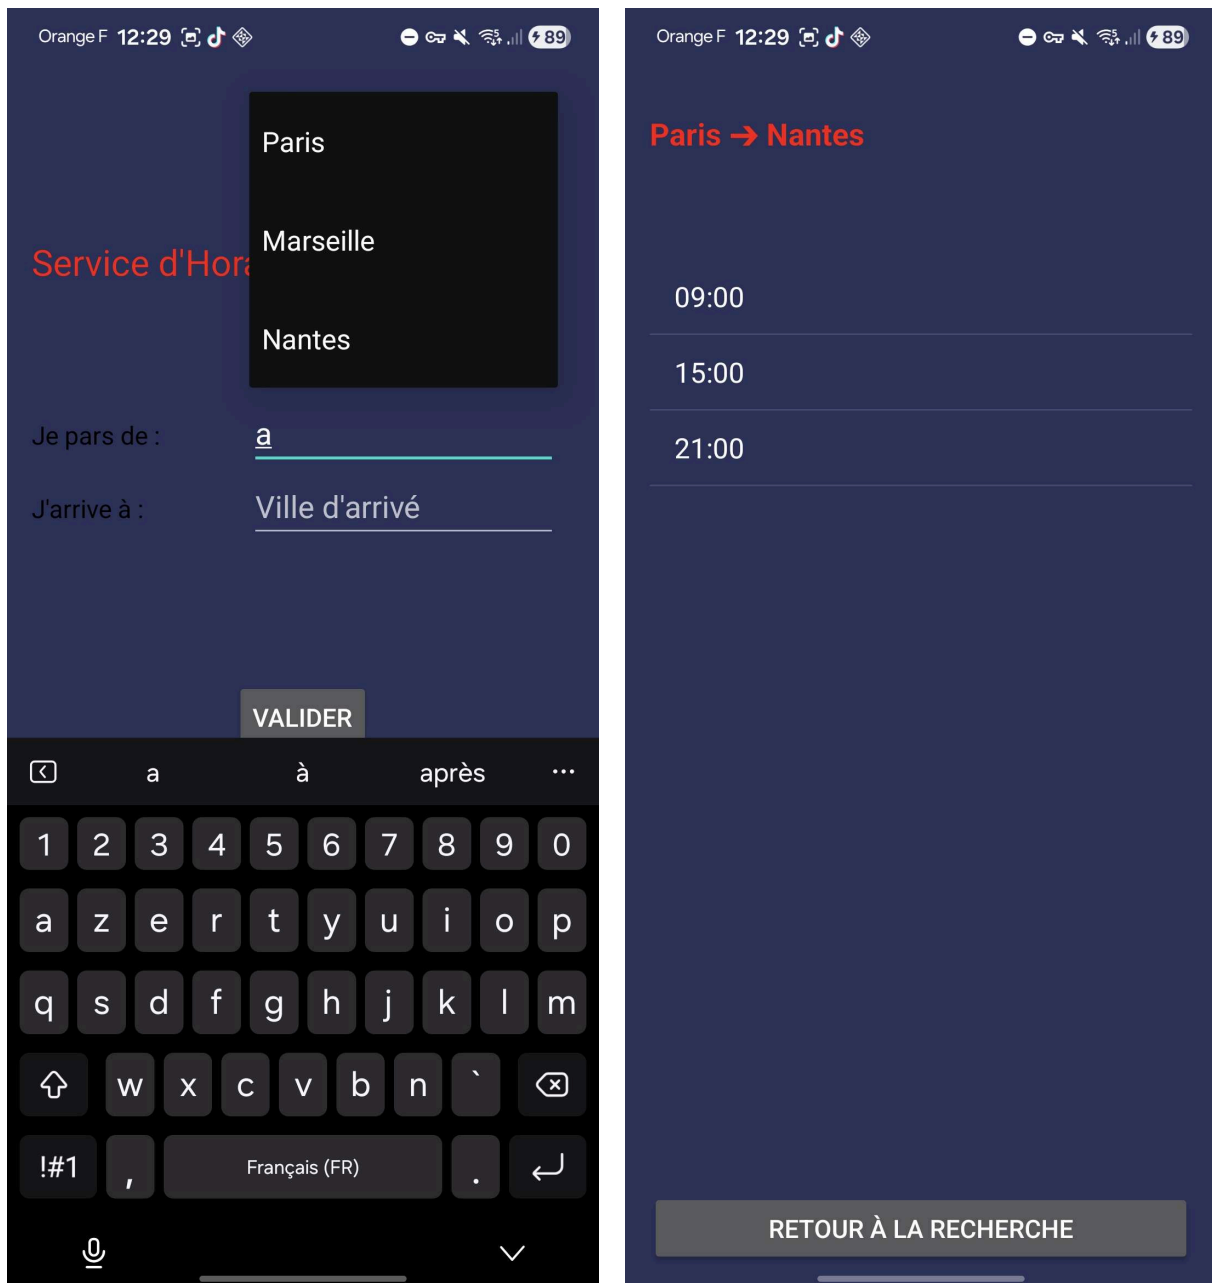 Orange F 12:29
89
Paris
Marseille
Service d'Hora
Nantes
Je pars de :
a
J'arrive à :
Ville d'arrivé
VALIDER
a à après ...
1 2 3 4 5 6 7 8 9 0
a z e r t y u i o p
q s d f g h j k l m
w x c v b n `
!#1 , Français (FR) .
Orange F 12:29
89
Paris ➔ Nantes
09:00
15:00
21:00
RETOUR À LA RECHERCHE